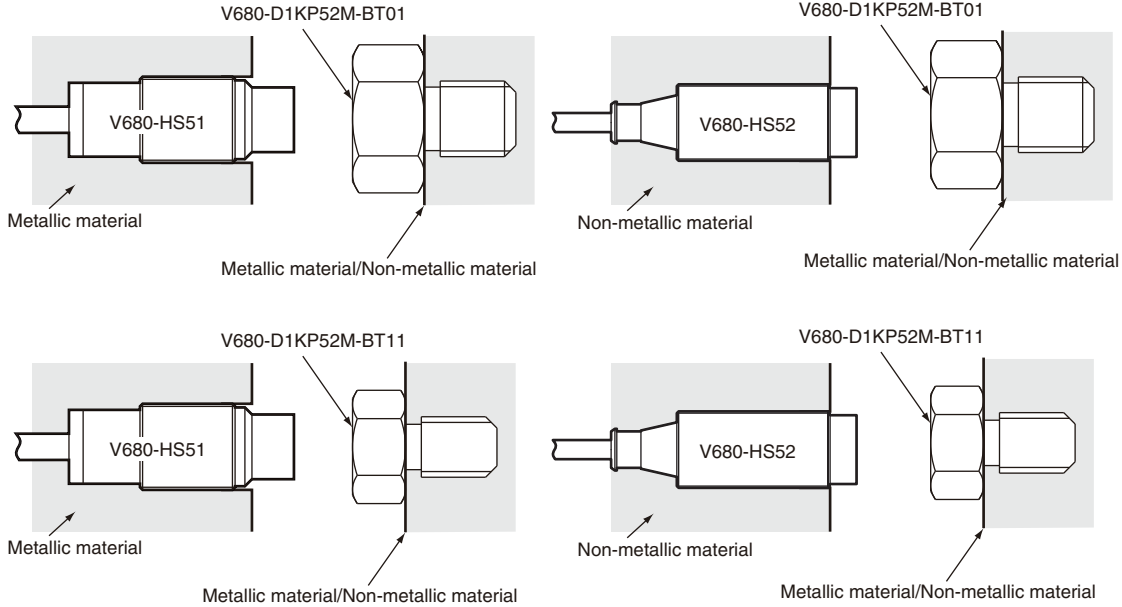 V680-D1KP52M-BT01
V680-HS51
Metallic material
Metallic material/Non-metallic material
V680-D1KP52M-BT01
V680-HS52
Non-metallic material
Metallic material/Non-metallic material
V680-D1KP52M-BT11
V680-HS51
Metallic material
Metallic material/Non-metallic material
V680-D1KP52M-BT11
V680-HS52
Non-metallic material
Metallic material/Non-metallic material